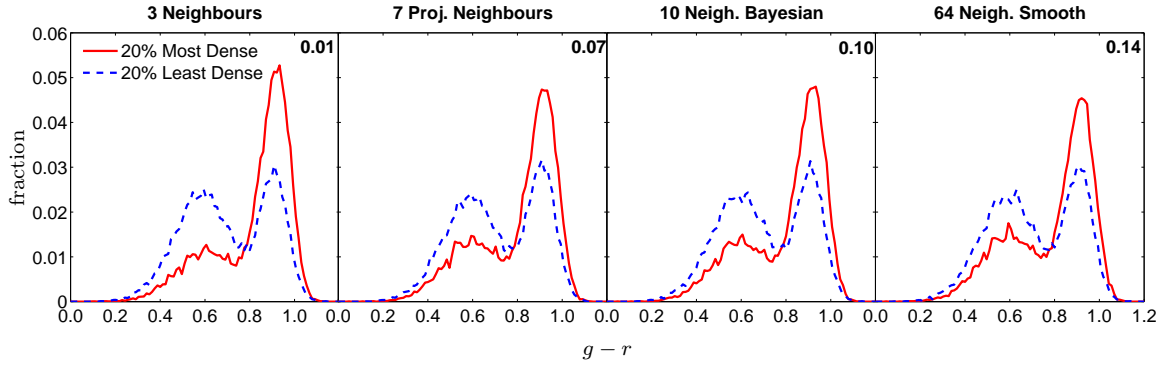 3 Neighbours 7 Proj. Neighbours 10 Neigh. Bayesian 64 Neigh. Smooth
0.06
0.05
0.04
0.03
0.02
0.01
0
fraction
20% Most Dense
20% Least Dense
0.01 0.07 0.10 0.14
0.0 0.2 0.4 0.6 0.8 1.0 0.0 0.2 0.4 0.6 0.8 1.0 0.0 0.2 0.4 0.6 0.8 1.0 0.0 0.2 0.4 0.6 0.8 1.0 1.2
g − r